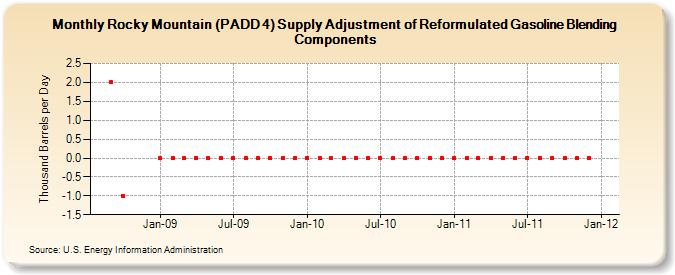 Monthly Rocky Mountain (PADD 4) Supply Adjustment of Reformulated Gasoline Blending
Components
Thousand Barrels per Day
2.5
2.0
1.5
1.0
0.5
0.0
-0.5
-1.0
-1.5
Jan-09 Jul-09 Jan-10 Jul-10 Jan-11 Jul-11 Jan-12
Source: U.S. Energy Information Administration